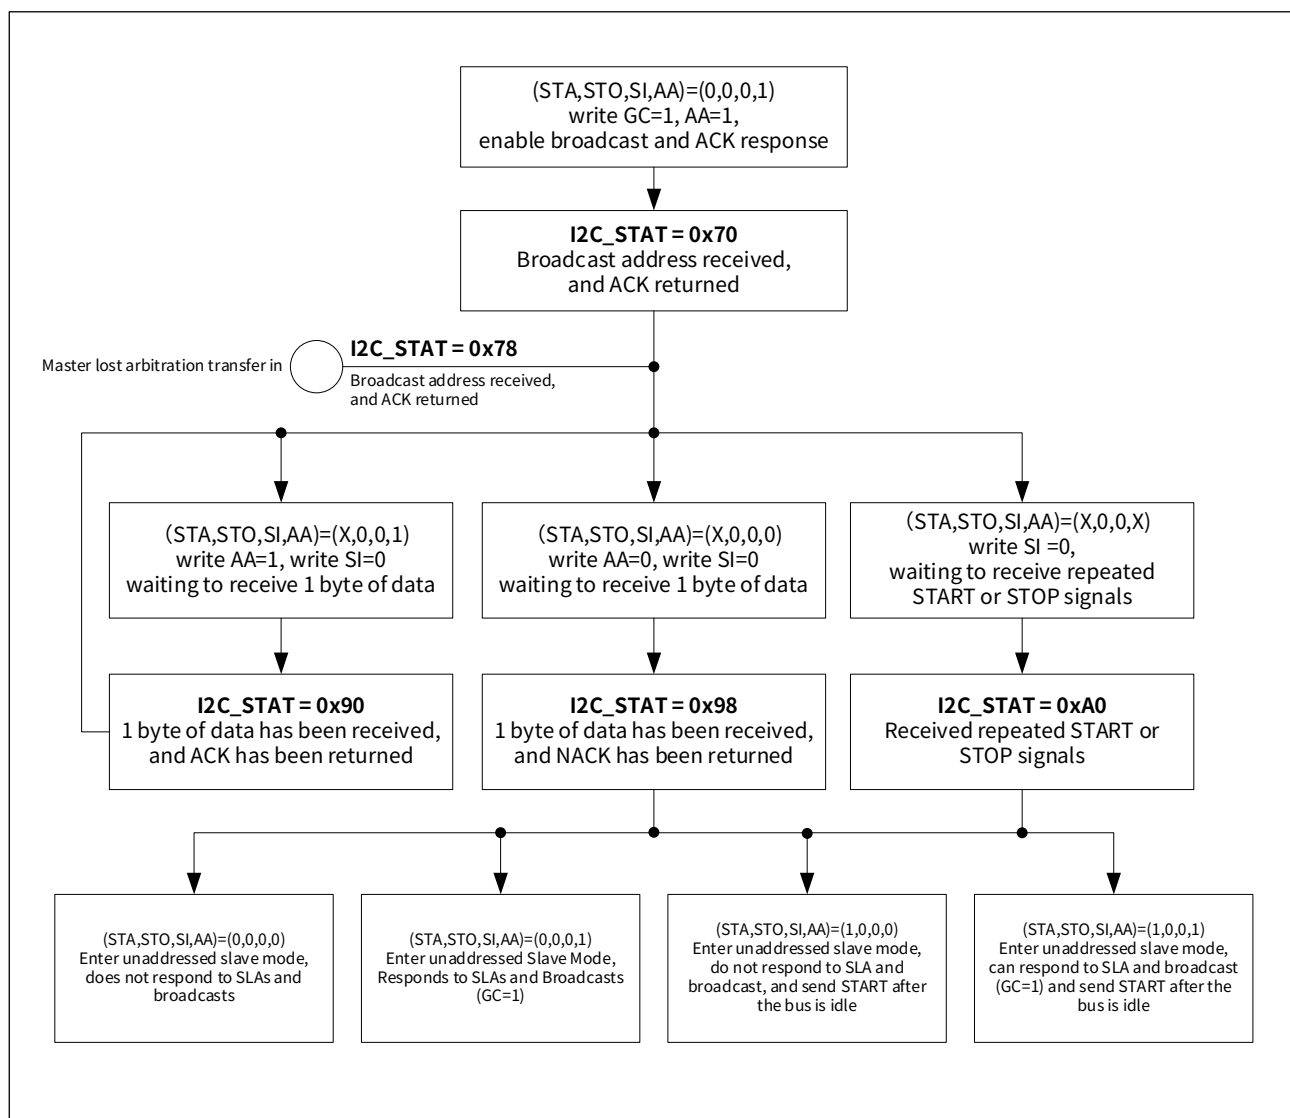 (STA,STO,SI,AA)=(0,0,0,1)
write GC=1, AA=1,
enable broadcast and ACK response
I2C_STAT = 0x70
Broadcast address received,
and ACK returned
Master lost arbitration transfer in
I2C_STAT = 0x78
Broadcast address received,
and ACK returned
(STA,STO,SI,AA)=(X,0,0,1)
write AA=1, write SI=0
waiting to receive 1 byte of data
(STA,STO,SI,AA)=(X,0,0,0)
write AA=0, write SI=0
waiting to receive 1 byte of data
(STA,STO,SI,AA)=(X,0,0,X)
write SI =0,
waiting to receive repeated
START or STOP signals
I2C_STAT = 0x90
1 byte of data has been received,
and ACK has been returned
I2C_STAT = 0x98
1 byte of data has been received,
and NACK has been returned
I2C_STAT = 0xA0
Received repeated START or
STOP signals
(STA,STO,SI,AA)=(0,0,0,0)
Enter unaddressed slave mode,
does not respond to SLAs and
broadcasts
(STA,STO,SI,AA)=(0,0,0,1)
Enter unaddressed Slave Mode,
Responds to SLAs and Broadcasts
(GC=1)
(STA,STO,SI,AA)=(1,0,0,0)
Enter unaddressed slave mode,
do not respond to SLA and
broadcast, and send START after
the bus is idle
(STA,STO,SI,AA)=(1,0,0,1)
Enter unaddressed slave mode,
can respond to SLA and broadcast
(GC=1) and send START after the
bus is idle